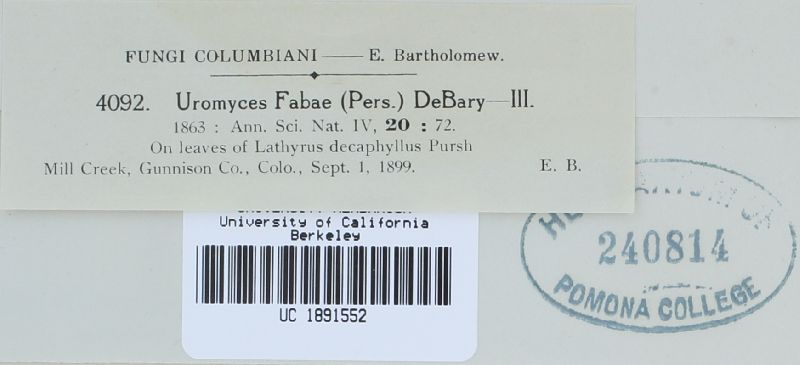 FUNGI COLUMBIANI — E. Bartholomew.
4092. Uromyces Fabae (Pers.) DeBary—III.
1863 : Ann. Sci. Nat. IV, 20 : 72.
On leaves of Lathyrus decaphyllus Pursh
Mill Creek, Gunnison Co., Colo., Sept. 1, 1899. E. B.
University of California
Berkeley
UC 1891552
240814
POMONA COLLEGE